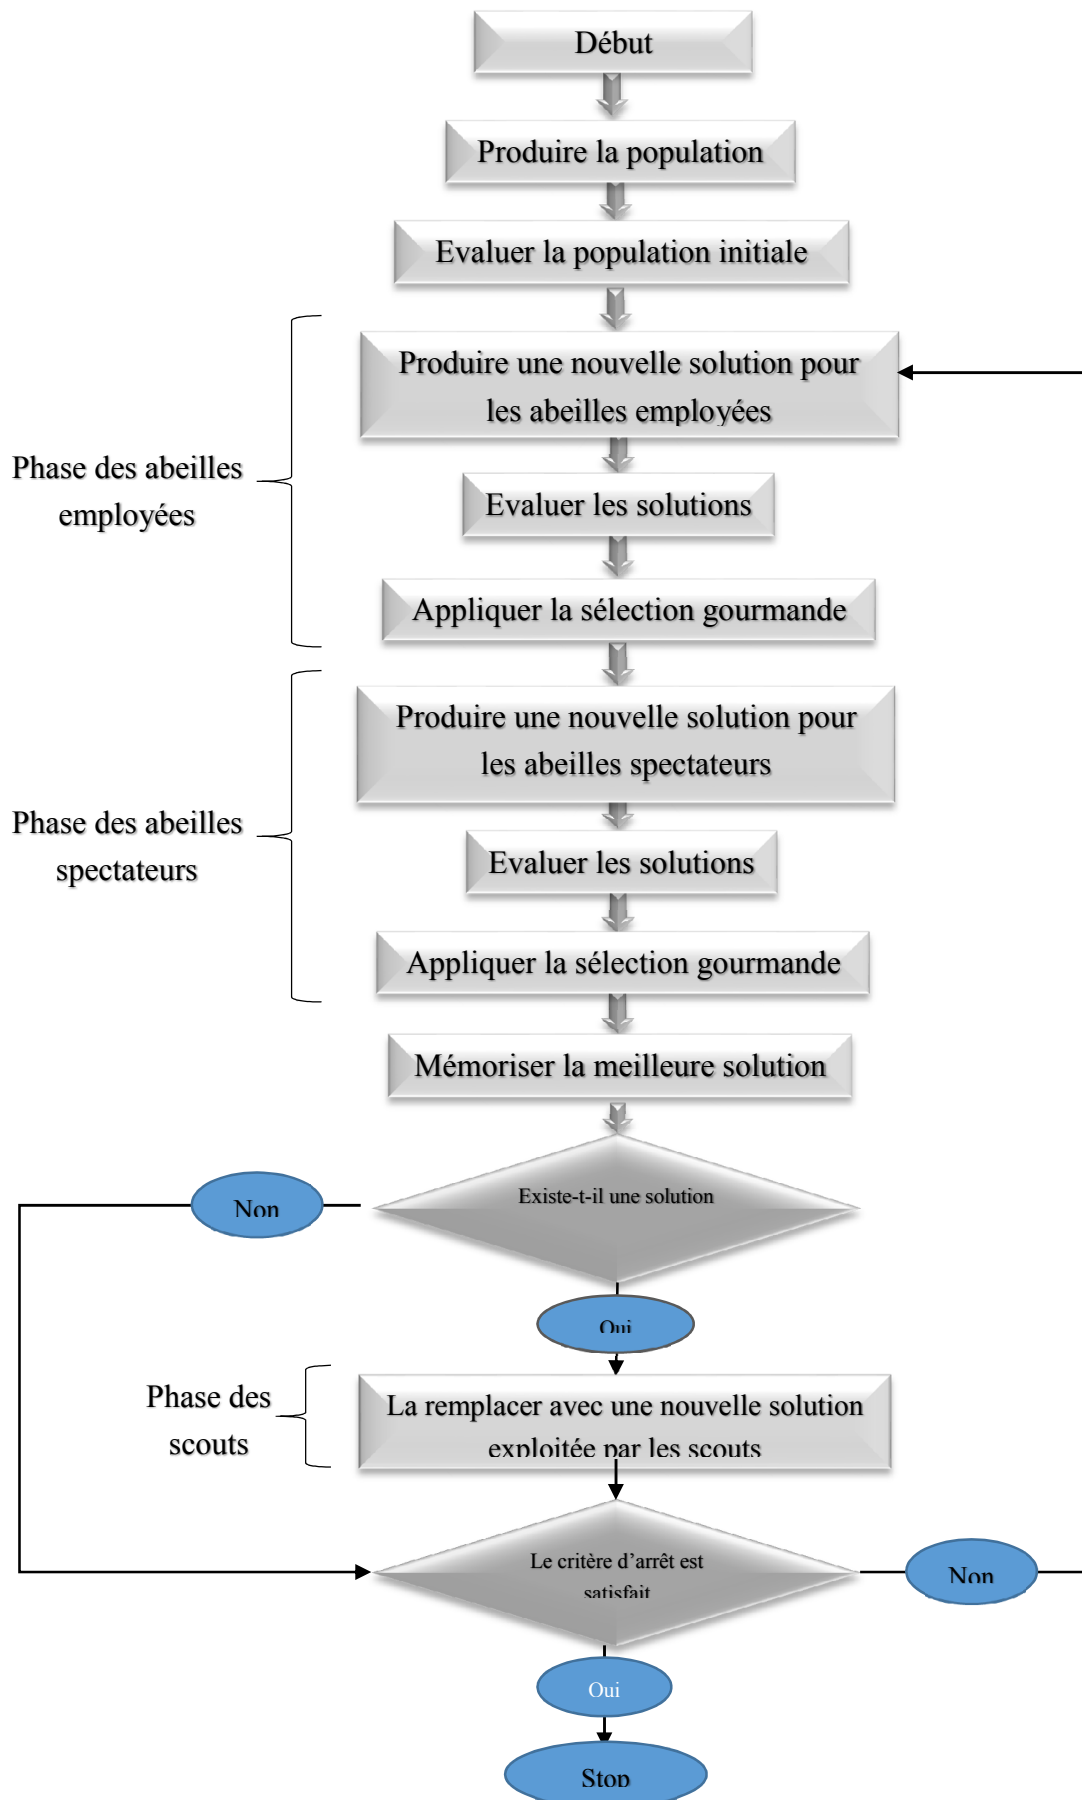 Début
Produire la population
Evaluer la population initiale
Produire une nouvelle solution pour
les abeilles employées
Phase des abeilles
employées
Evaluer les solutions
Appliquer la sélection gourmande
Produire une nouvelle solution pour
les abeilles spectateurs
Phase des abeilles
spectateurs
Evaluer les solutions
Appliquer la sélection gourmande
Mémoriser la meilleure solution
Existe-t-il une solution
Non
Oui
Phase des
scouts
La remplacer avec une nouvelle solution
exploitée par les scouts
Le critère d’arrêt est
satisfait
Non
Oui
Stop